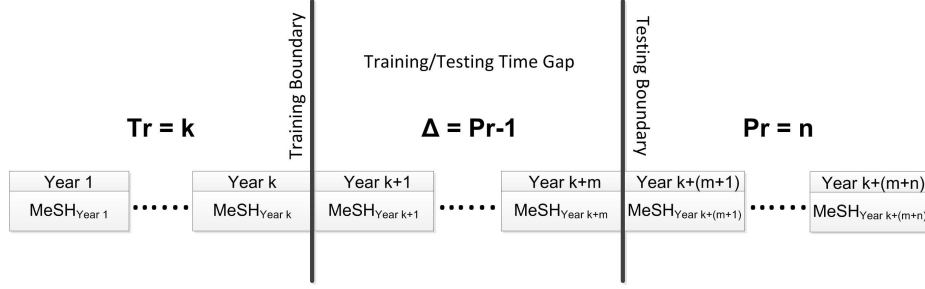 Training Boundary
Testing Boundary
Training/Testing Time Gap
Tr = k
Δ = Pr-1
Pr = n
Year 1
Year k
Year k+1
Year k+m
Year k+(m+1)
Year k+(m+n)
MeSHYear 1
MeSHYear k
MeSHYear k+1
MeSHYear k+m
MeSHYear k+(m+1)
MeSHYear k+(m+n)